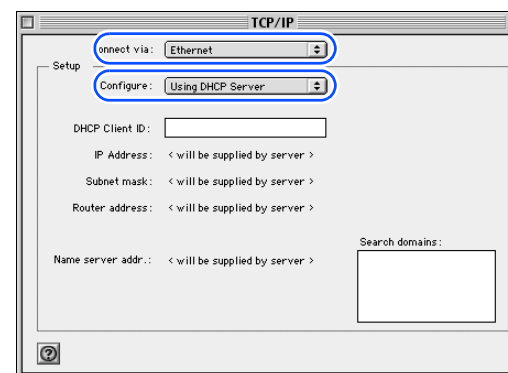 TCP/IP
onnect via: Ethernet
Setup
Configure: Using DHCP Server
DHCP Client ID:
IP Address: < will be supplied by server >
Subnet mask: < will be supplied by server >
Router address: < will be supplied by server >
Search domains:
Name server addr.: < will be supplied by server >
?